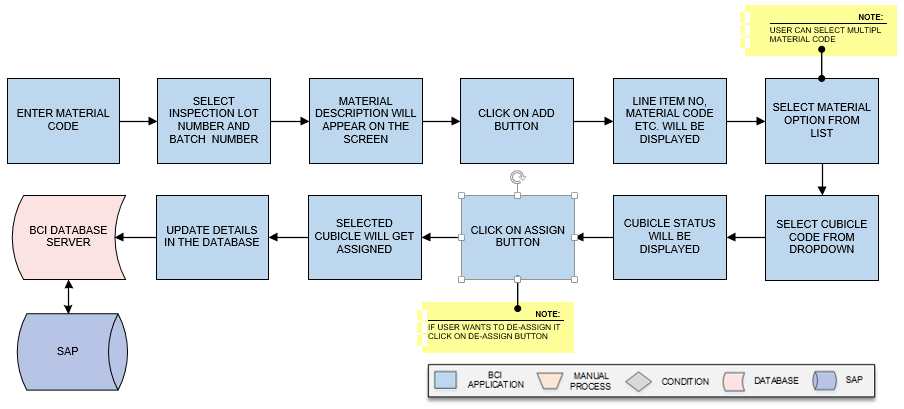 NOTE:
USER CAN SELECT MULTIPL
MATERIAL CODE
ENTER MATERIAL
CODE
SELECT
INSPECTION LOT
NUMBER AND
BATCH NUMBER
MATERIAL
DESCRIPTION WILL
APPEAR ON THE
SCREEN
CLICK ON ADD
BUTTON
LINE ITEM NO,
MATERIAL CODE
ETC. WILL BE
DISPLAYED
SELECT MATERIAL
OPTION FROM
LIST
SELECT CUBICLE
CODE FROM
DROPDOWN
CUBICLE STATUS
WILL BE
DISPLAYED
CLICK ON ASSIGN
BUTTON
SELECTED
CUBICLE WILL GET
ASSIGNED
UPDATE DETAILS
IN THE DATABASE
BCI DATABASE
SERVER
NOTE:
IF USER WANTS TO DE-ASSIGN IT
CLICK ON DE-ASSIGN BUTTON
SAP
BCI
APPLICATION
MANUAL
PROCESS
CONDITION
DATABASE
SAP